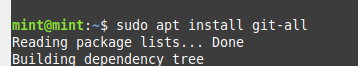 mint@mint:~$ sudo apt install git-all
Reading package lists... Done
Building dependency tree